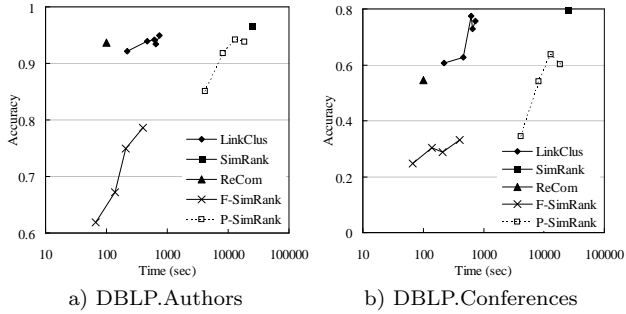 1
0.9
0.8
0.7
0.6
Accuracy
10 100 1000 10000 100000
Time (sec)
LinkClus
SimRank
ReCom
F-SimRank
P-SimRank
a) DBLP.Authors
0.8
0.6
0.4
0.2
0
Accuracy
10 100 1000 10000 100000
Time (sec)
LinkClus
SimRank
ReCom
F-SimRank
P-SimRank
b) DBLP.Conferences